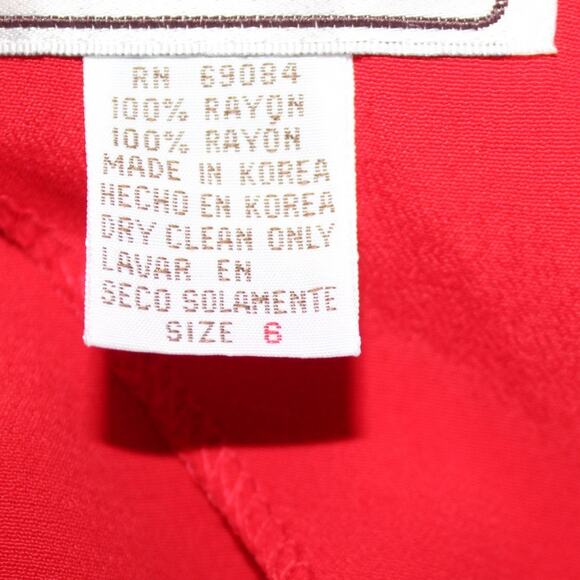 RN 69084
100% RAYON
100% RAYON
MADE IN KOREA
HECHO EN KOREA
DRY CLEAN ONLY
LAVAR EN
SECO SOLAMENTE
SIZE 6